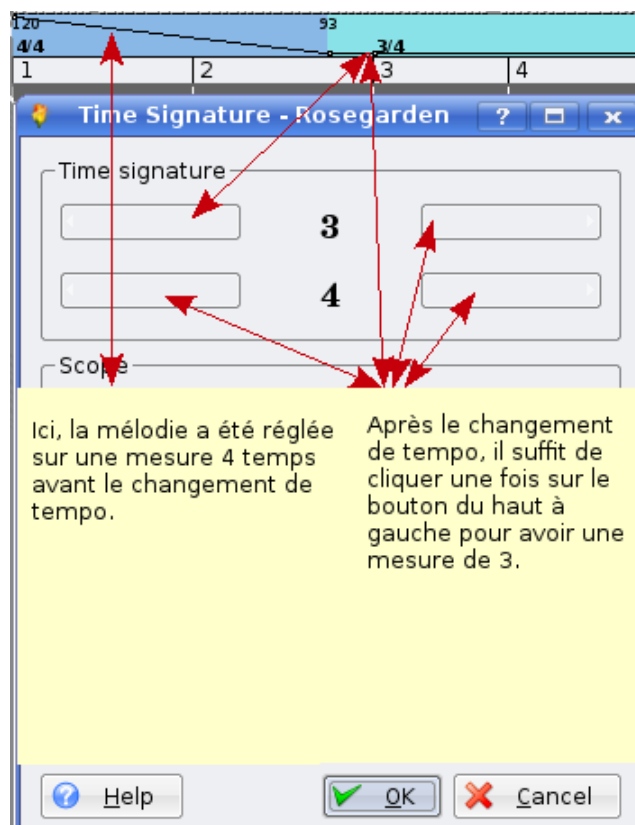 120 93
4/4 3/4
1 2 3 4
Time Signature - Rosegarden ?
Time signature
3
4
Scope
Ici, la mélodie a été réglée
sur une mesure 4 temps
avant le changement de
tempo.
Après le changement
de tempo, il suffit de
cliquer une fois sur le
bouton du haut à
gauche pour avoir une
mesure de 3.
Help OK Cancel